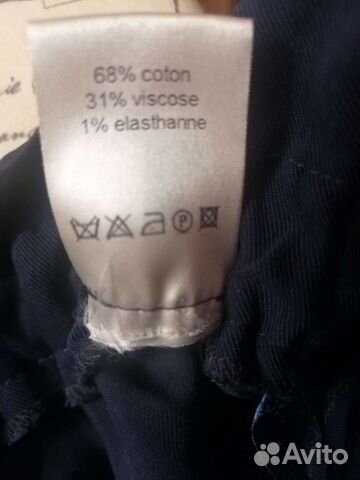 68% coton
31% viscose
1% elasthanne
P
Avito